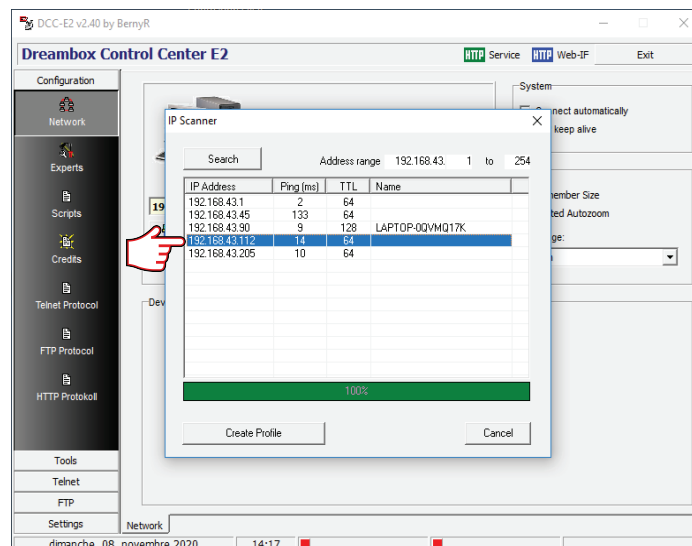 DCC-E2 v2.40 by BernyR
Dreambox Control Center E2
HTTP Service HTTP Web-IF Exit
Configuration
Network
Experts
Scripts
Credits
Telnet Protocol
FTP Protocol
HTTP Protokoll
Tools
Telnet
FTP
Settings
System
nect automatically
keep alive
IP Scanner
Search Address range 192.168.43. 1 to 254
IP Address Ping (ms) TTL Name
192.168.43.1 2 64
192.168.43.45 133 64
192.168.43.90 9 128 LAPTOP-0QVMQ17K
192.168.43.112 14 64
192.168.43.205 10 64
100%
Create Profile Cancel
19
Dev
ember Size
ted Autozoom
ge:
Network
dimanche 08 novembre 2020 14:17